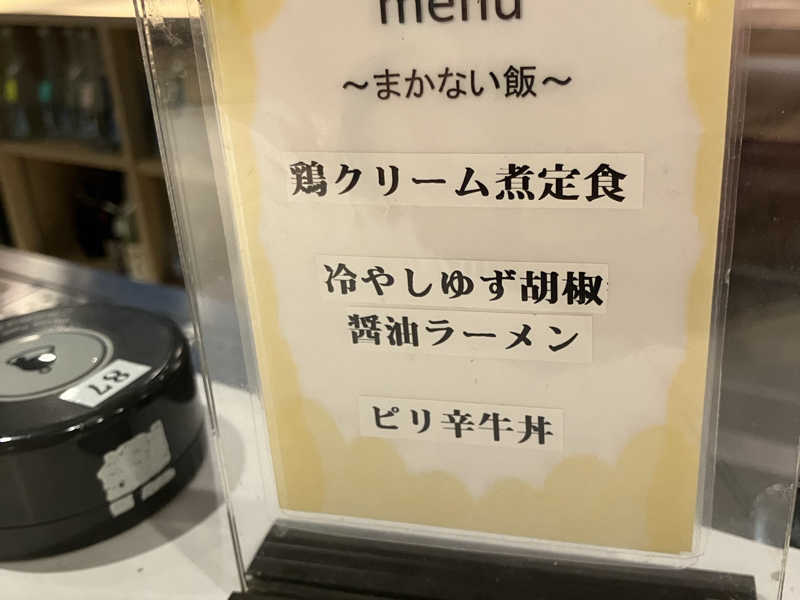 menu
～まかない飯～
鶏クリーム煮定食
冷やしゆず胡椒
醤油ラーメン
ピリ辛牛丼
87